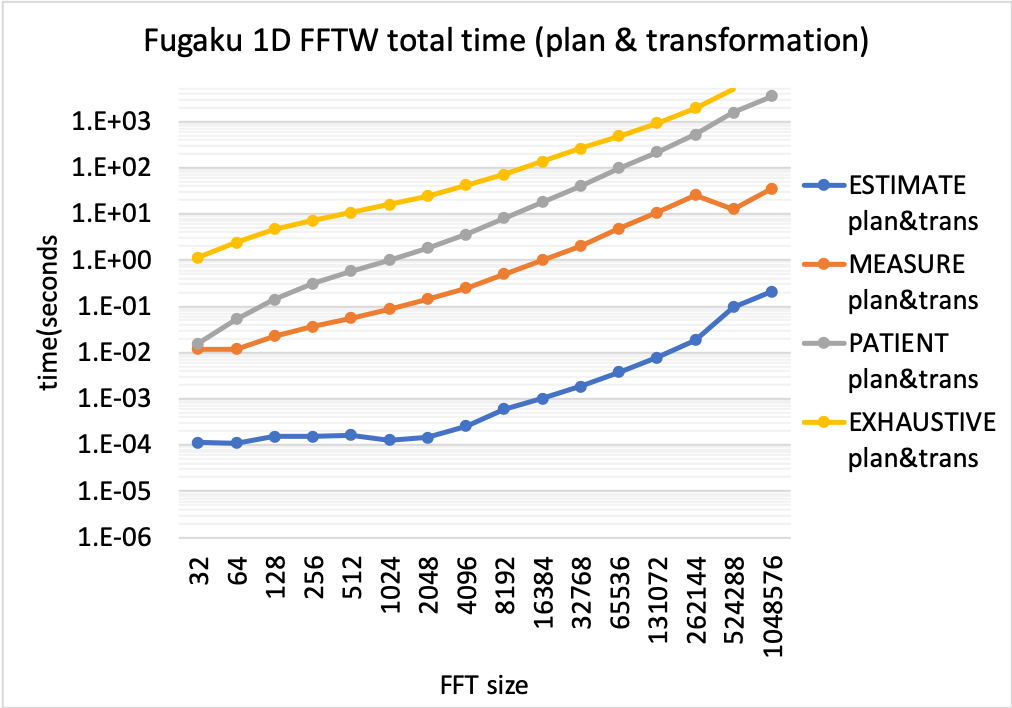 Fugaku 1D FFTW total time (plan & transformation)
1.E+03
1.E+02
1.E+01
1.E+00
1.E-01
1.E-02
1.E-03
1.E-04
1.E-05
1.E-06
time(seconds
32
64
128
256
512
1024
2048
4096
8192
16384
32768
65536
131072
262144
524288
1048576
FFT size
ESTIMATE
plan&trans
MEASURE
plan&trans
PATIENT
plan&trans
EXHAUSTIVE
plan&trans